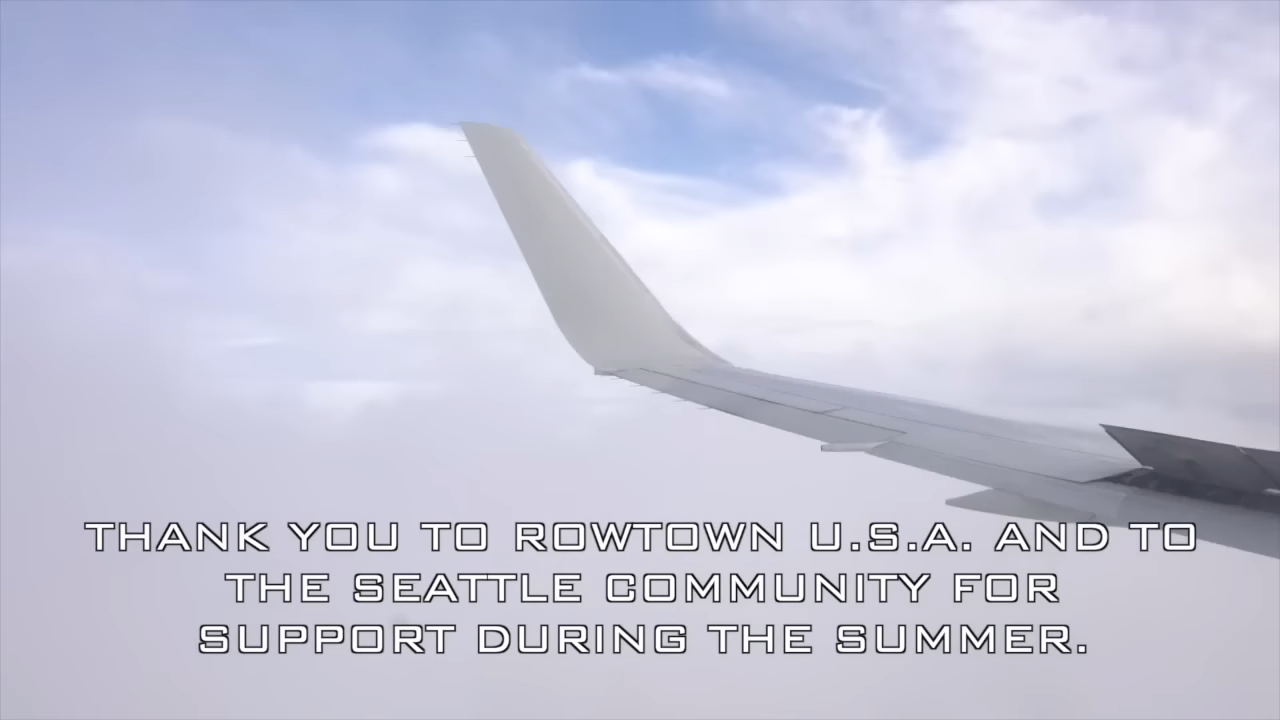 THANK YOU TO ROWTOWN U.S.A. AND TO
THE SEATTLE COMMUNITY FOR
SUPPORT DURING THE SUMMER.